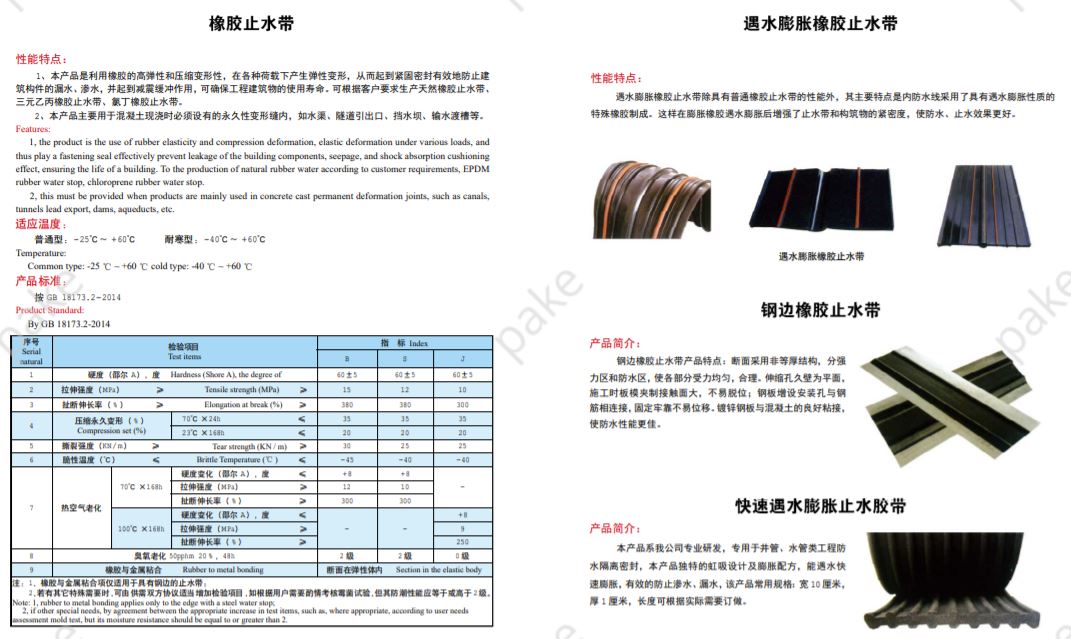 橡胶止水带
性能特点：
1、本产品是利用橡胶的高弹性和压缩变形性，在各种荷载下产生弹性变形，从而起到紧固密封有效地防止建
筑构件的漏水、渗水，并起到减震缓冲作用，可确保工程建筑物的使用寿命。可根据客户要求生产天然橡胶止水带、
三元乙丙橡胶止水带、氯丁橡胶止水带。
2、本产品主要用于混凝土现浇时必须设有的永久性变形缝内，如水渠、隧道引出口、挡水坝、输水渡槽等。
Features:
1, the product is the use of rubber elasticity and compression deformation, elastic deformation under various loads, and
thus play a fastening seal effectively prevent leakage of the building components, seepage, and shock absorption cushioning
effect, ensuring the life of a building. To the production of natural rubber water according to customer requirements, EPDM
rubber water stop, chloroprene rubber water stop.
2, this must be provided when products are mainly used in concrete cast permanent deformation joints, such as canals,
tunnels lead export, dams, aqueducts, etc.
适应温度：
普通型：-25℃～ +60℃ 耐寒型：-40℃～ +60℃
Temperature:
Common type: -25 ℃ ~ +60 ℃ cold type: -40 ℃ ~ +60 ℃
产品标准：
按 GB 18173.2-2014
Product Standard:
By GB 18173.2-2014
序号 Serial natural 检验项目 Test items 指 标 Index
B S J
1 硬度（邵尔 A），度 Hardness (Shore A), the degree of 60±5 60±5 60±5
2 拉伸强度（MPa） ≥ Tensile strength (MPa) ≥ 15 12 10
3 扯断伸长率（%） ≥ Elongation at break (%) ≥ 380 380 300
4 压缩永久变形（%） Compression set (%) 70℃ ×24h ≤ 35 35 35
23℃ ×168h ≤ 20 20 20
5 撕裂强度（KN/m） ≥ Tear strength (KN / m) ≥ 30 25 25
6 脆性温度（℃） ≤ Brittle Temperature (℃ ) ≤ -45 -40 -40
7 热空气老化 70℃ ×168h 硬度变化（邵尔 A），度 ≤ +8 +8 -
拉伸强度（MPa） ≥ 12 10
扯断伸长率（%） ≥ 300 300
100℃ ×168h 硬度变化（邵尔 A），度 ≤ - - +8
拉伸强度（MPa） ≥ 9
扯断伸长率（%） ≥ 250
8 臭氧老化 50pphm 20%, 48h 2 级 2 级 0 级
9 橡胶与金属粘合 Rubber to metal bonding 断面在弹性体内 Section in the elastic body
注：1、橡胶与金属粘合项仅适用于具有钢边的止水带；
2、若有其它特殊需要时,可由供需双方协议适当增加检验项目,如根据用户需要酌情考核霉菌试验,但其防潮性能应等于或高于 2 级。
Note: 1, rubber to metal bonding applies only to the edge with a steel water stop;
2, if other special needs, by agreement between the appropriate increase in test items, such as, where appropriate, according to user needs
assessment mold test, but its moisture resistance should be equal to or greater than 2.
遇水膨胀橡胶止水带
性能特点：
遇水膨胀橡胶止水带除具有普通橡胶止水带的性能外，其主要特点是内防水线采用了具有遇水膨胀性质的
特殊橡胶制成。这样在膨胀橡胶遇水膨胀后增强了止水带和构筑物的紧密度，使防水、止水效果更好。
遇水膨胀橡胶止水带
钢边橡胶止水带
产品简介：
钢边橡胶止水带产品特点：断面采用非等厚结构，分强
力区和防水区，使各部分受力均匀，合理。伸缩孔久壁为平面，
施工时板模夹制接触面大，不易脱位；钢板增设安装孔与钢
筋相连接，固定牢靠不易位移。镀锌钢板与混凝土的良好粘接，
使防水性能更佳。
快速遇水膨胀止水胶带
产品简介：
本产品系我公司专业研发，专用于井管、水管类工程防
水隔离密封，本产品独特的虹吸设计及膨胀配方，能遇水快
速膨胀，有效的防止渗水、漏水，该产品常用规格：宽 10 厘米，
厚 1 厘米，长度可根据实际需要订做。
pake
pake
pake